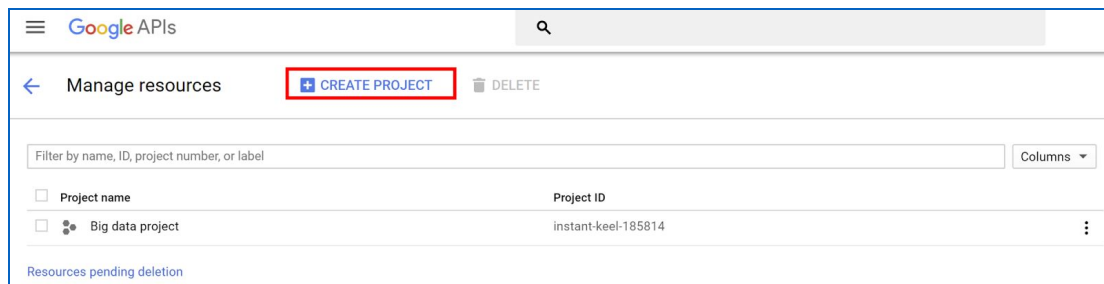 Google APIs
Manage resources CREATE PROJECT DELETE
Filter by name, ID, project number, or label Columns
Project name Project ID
Big data project instant-keel-185814
Resources pending deletion